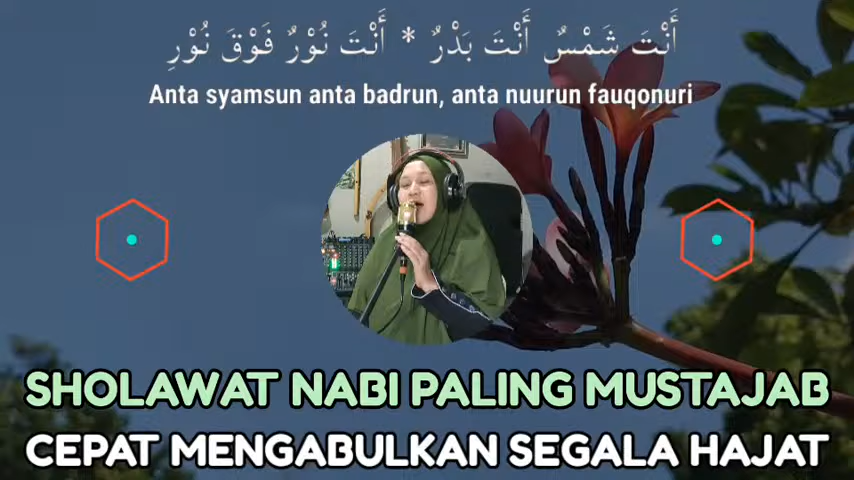 أَنْتَ شَمْسٌ أَنْتَ بَدْرٌ * أَنْتَ نُوْرٌ فَوْقَ نُوْرِ
Anta syamsun anta badrun, anta nuurun fauqonuri
SHOLAWAT NABI PALING MUSTAJAB
CEPAT MENGABULKAN SEGALA HAJAT